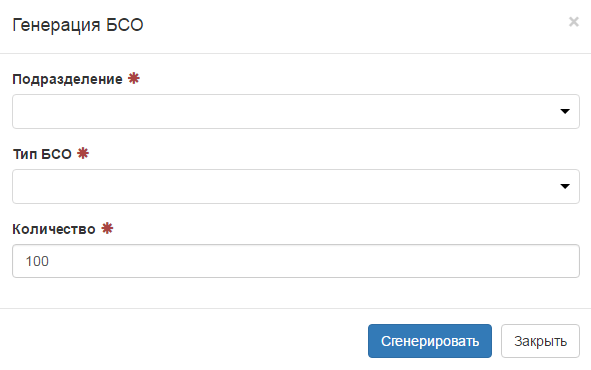 Генерация БСО
×
Подразделение *
Тип БСО *
Количество *
100
Сгенерировать Закрыть